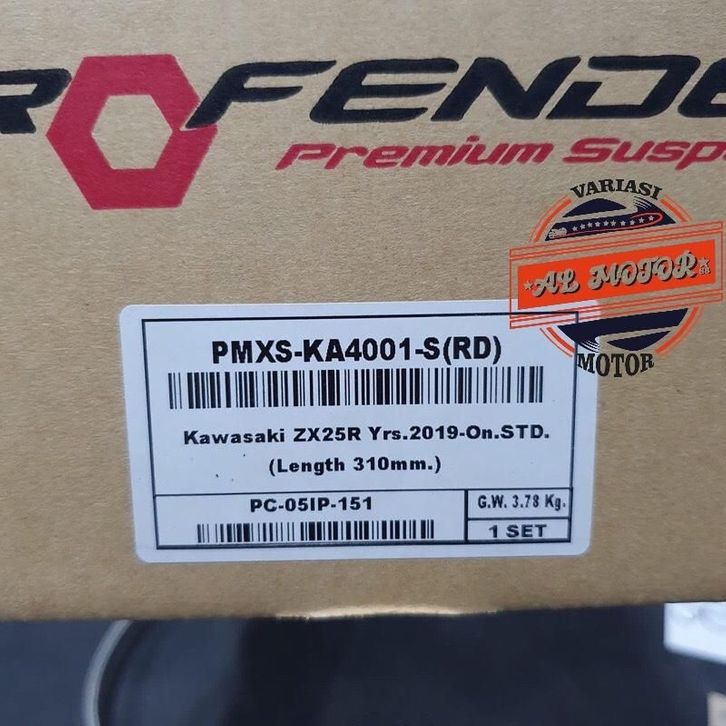 ROFENDE
Premium Susp
VARIASI
AL MOTOR
MOTOR
PMXS-KA4001-S(RD)
Kawasaki ZX25R Yrs.2019-On.STD.
(Length 310mm.)
PC-05IP-151
G.W. 3.78 Kg.
1 SET